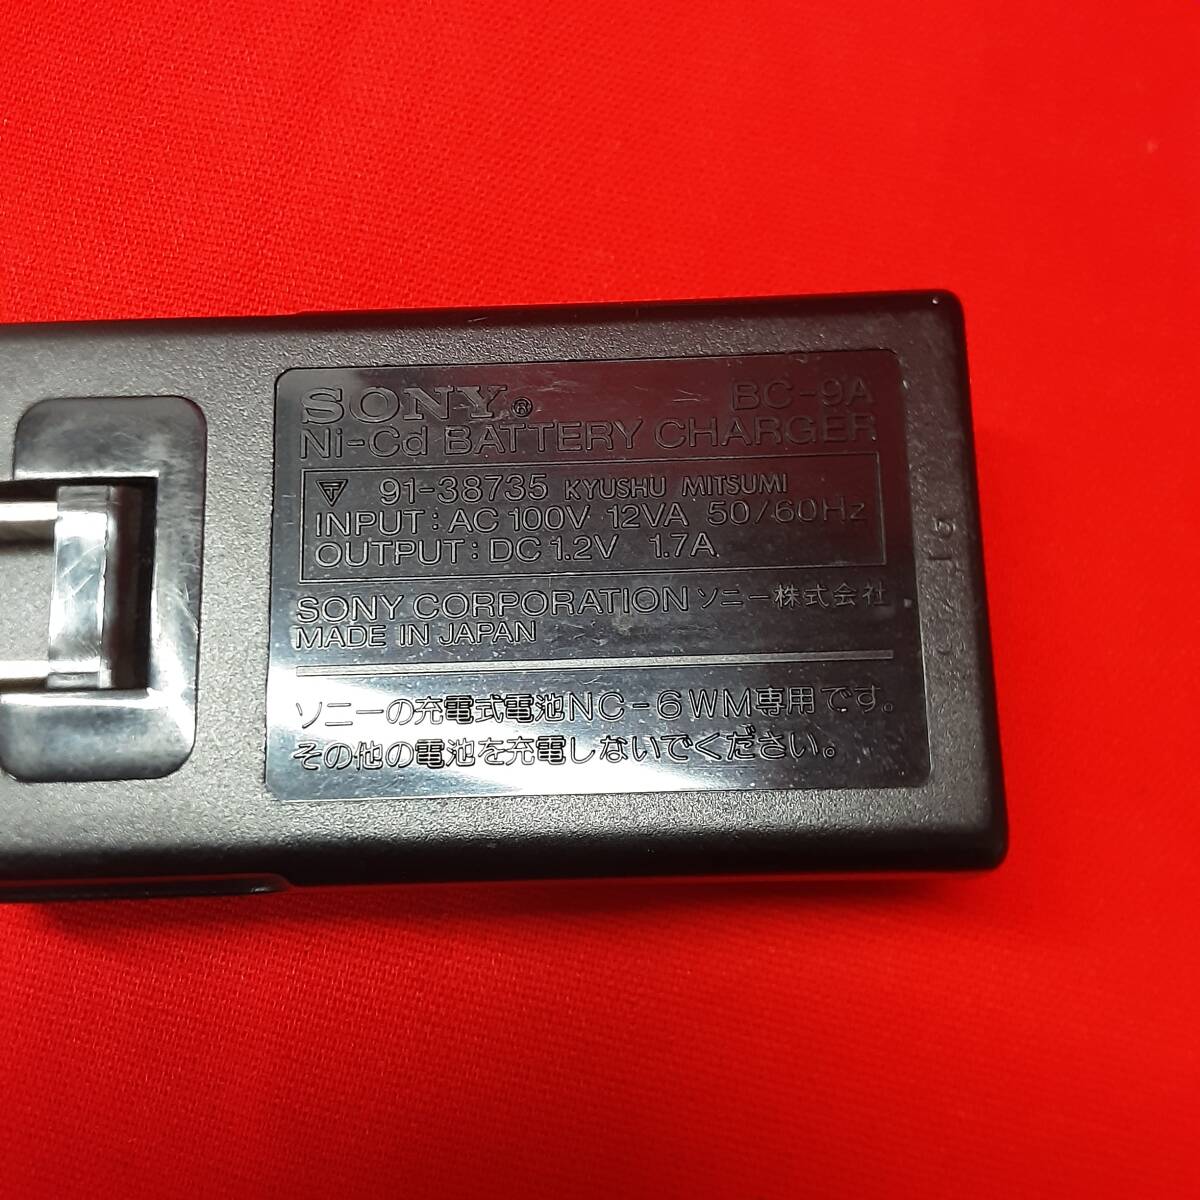 SONY® BC-9A
Ni-Cd BATTERY CHARGER
T 91-38735 KYUSHU MITSUMI
INPUT : AC 100V 12VA 50/60Hz
OUTPUT : DC 1.2V 1.7A
SONY CORPORATION ソニー株式会社
MADE IN JAPAN
ソニーの充電式電池NC-6WM専用です。
その他の電池を充電しないでください。